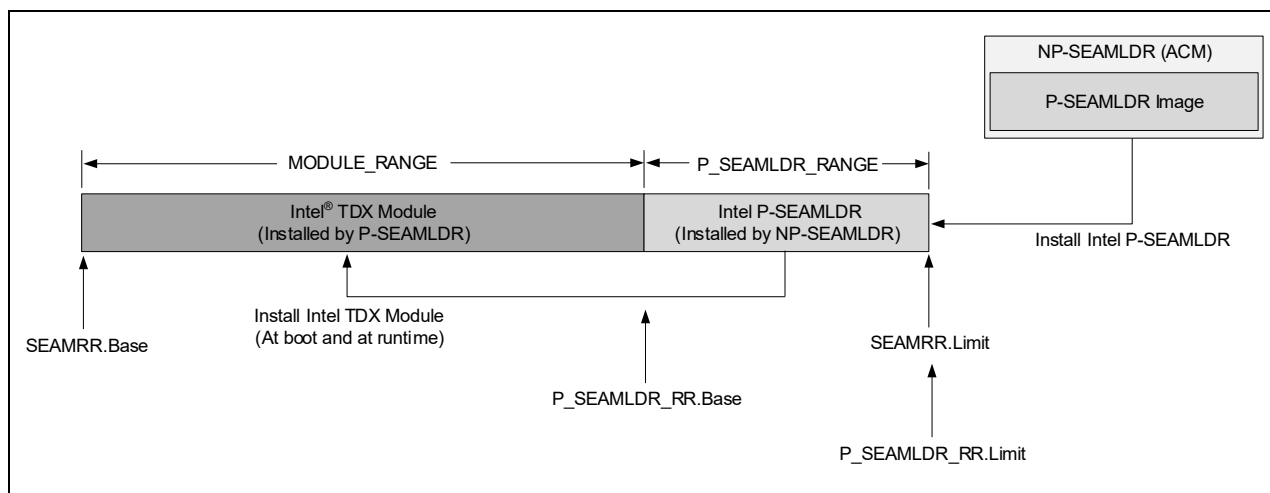 NP-SEAMLDR (ACM)
P-SEAMLDR Image
MODULE_RANGE
P_SEAMLDR_RANGE
Intel® TDX Module
(Installed by P-SEAMLDR)
Intel P-SEAMLDR
(Installed by NP-SEAMLDR)
Install Intel P-SEAMLDR
Install Intel TDX Module
(At boot and at runtime)
SEAMRR.Base
SEAMRR.Limit
P_SEAMLDR_RR.Base
P_SEAMLDR_RR.Limit